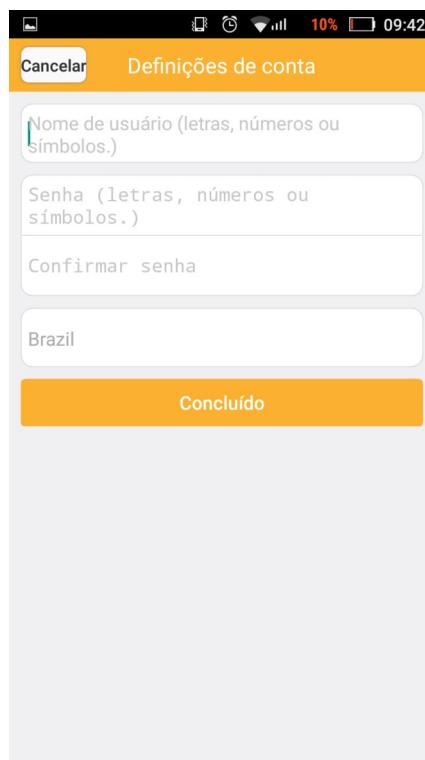 10% 09:42
Cancelar Definições de conta
Nome de usuário (letras, números ou
símbolos.)
Senha (letras, números ou
símbolos.)
Confirmar senha
Brazil
Concluído